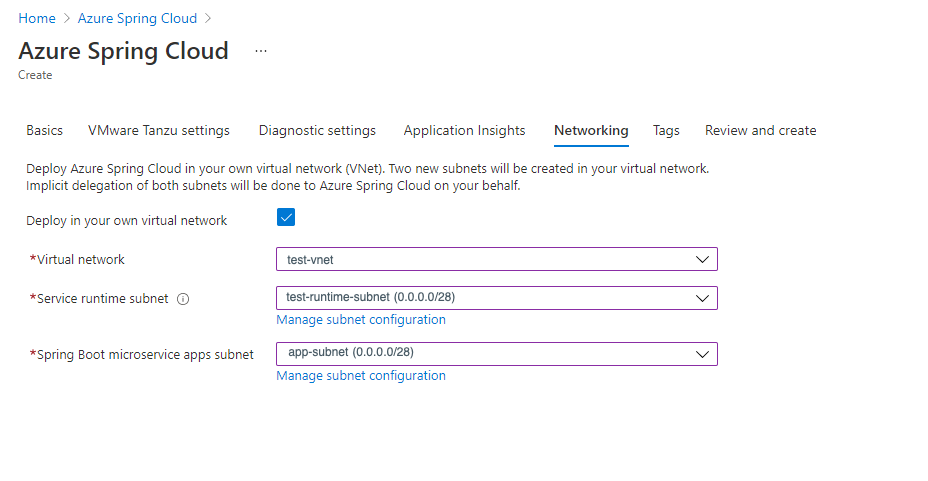 Home > Azure Spring Cloud >
Azure Spring Cloud ...
Create
Basics VMware Tanzu settings Diagnostic settings Application Insights Networking Tags Review and create
Deploy Azure Spring Cloud in your own virtual network (VNet). Two new subnets will be created in your virtual network.
Implicit delegation of both subnets will be done to Azure Spring Cloud on your behalf.
Deploy in your own virtual network
*Virtual network test-vnet
*Service runtime subnet test-runtime-subnet (0.0.0.0/28)
Manage subnet configuration
*Spring Boot microservice apps subnet app-subnet (0.0.0.0/28)
Manage subnet configuration